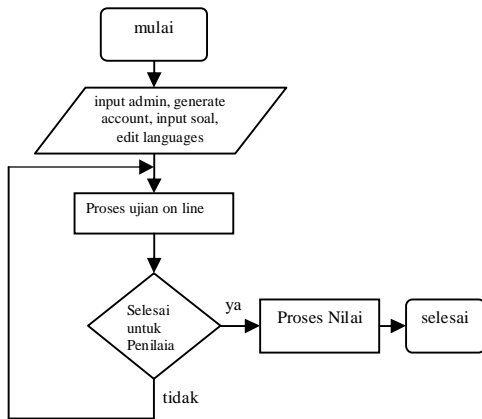 mulai
input admin, generate
account, input soal,
edit languages
Proses ujian on line
Selesai
untuk
Penilaia
ya
Proses Nilai
selesai
tidak